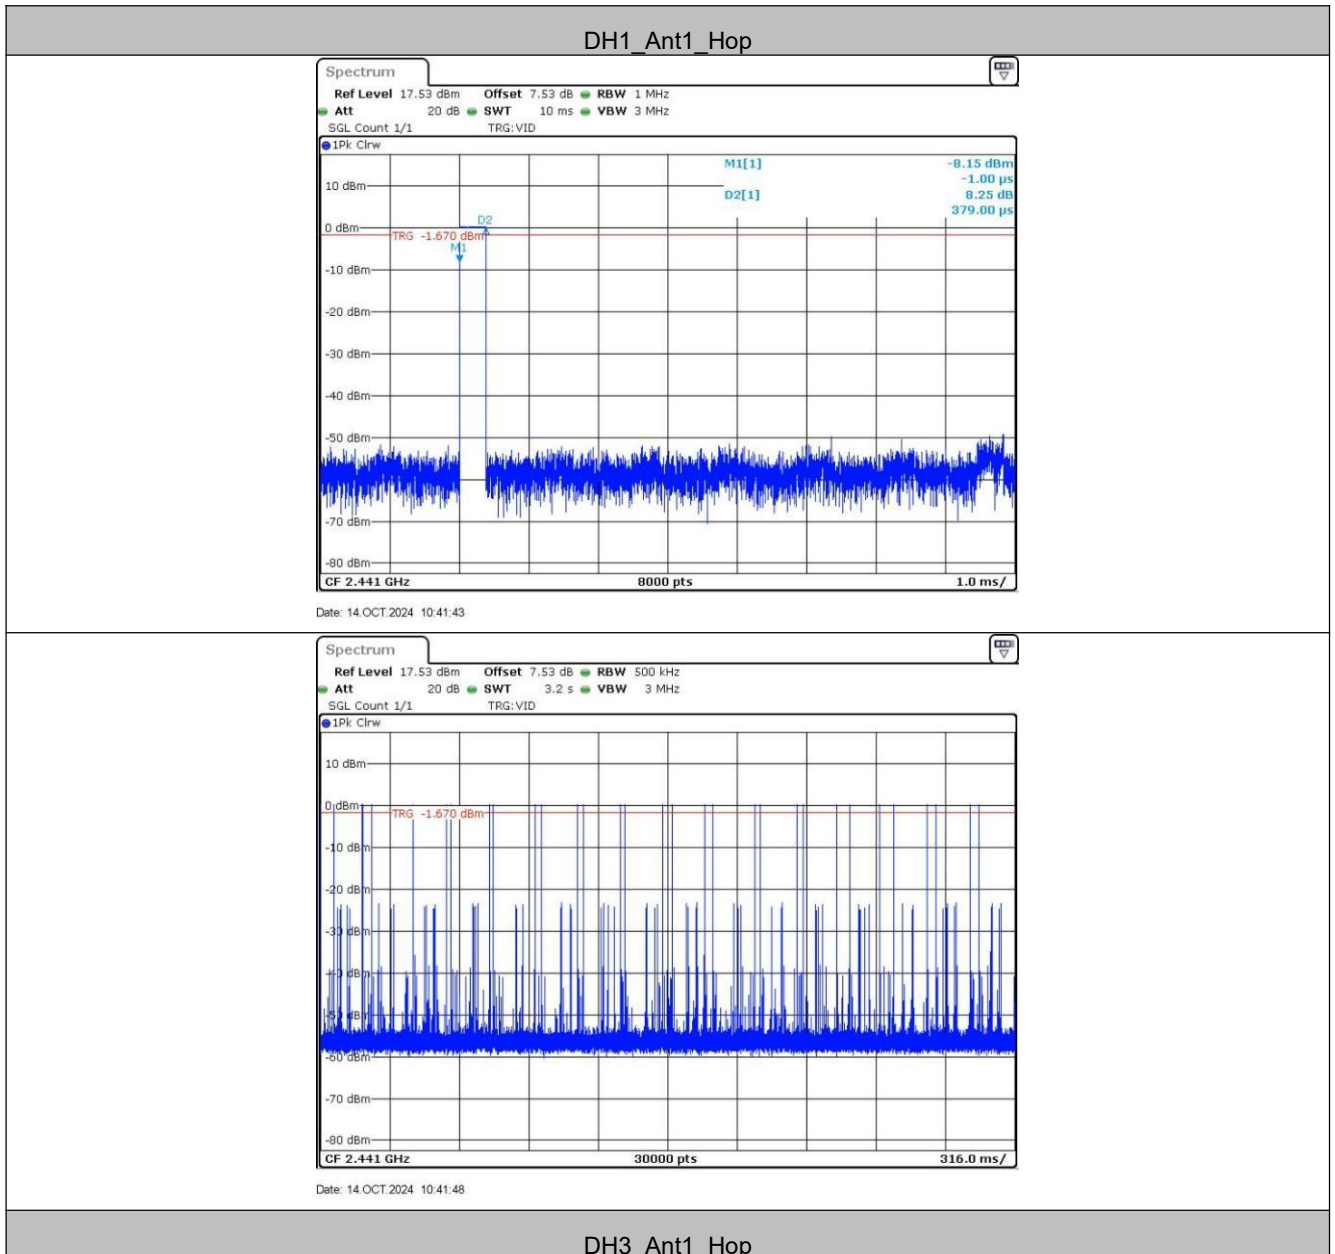 DH1_Ant1_Hop
Spectrum
Ref Level 17.53 dBm Offset 7.53 dB RBW 1 MHz
Att 20 dB SWT 10 ms VBW 3 MHz
SGL Count 1/1 TRG:VID
1Pk Clrw
M1[1] -8.15 dBm
-1.00 µs
10 dBm
D2[1] 8.25 dB
379.00 µs
D2
0 dBm
TRG -1.670 dBm
M1
-10 dBm
-20 dBm
-30 dBm
-40 dBm
-50 dBm
-70 dBm
-80 dBm
CF 2.441 GHz 8000 pts 1.0 ms/
Date: 14.OCT.2024 10:41:43
Spectrum
Ref Level 17.53 dBm Offset 7.53 dB RBW 500 kHz
Att 20 dB SWT 3.2 s VBW 3 MHz
SGL Count 1/1 TRG:VID
1Pk Clrw
10 dBm
0 dBm
TRG -1.670 dBm
-10 dBm
-20 dBm
-30 dBm
-60 dBm
-70 dBm
-80 dBm
CF 2.441 GHz 30000 pts 316.0 ms/
Date: 14.OCT.2024 10:41:48
DH3_Ant1_Hop